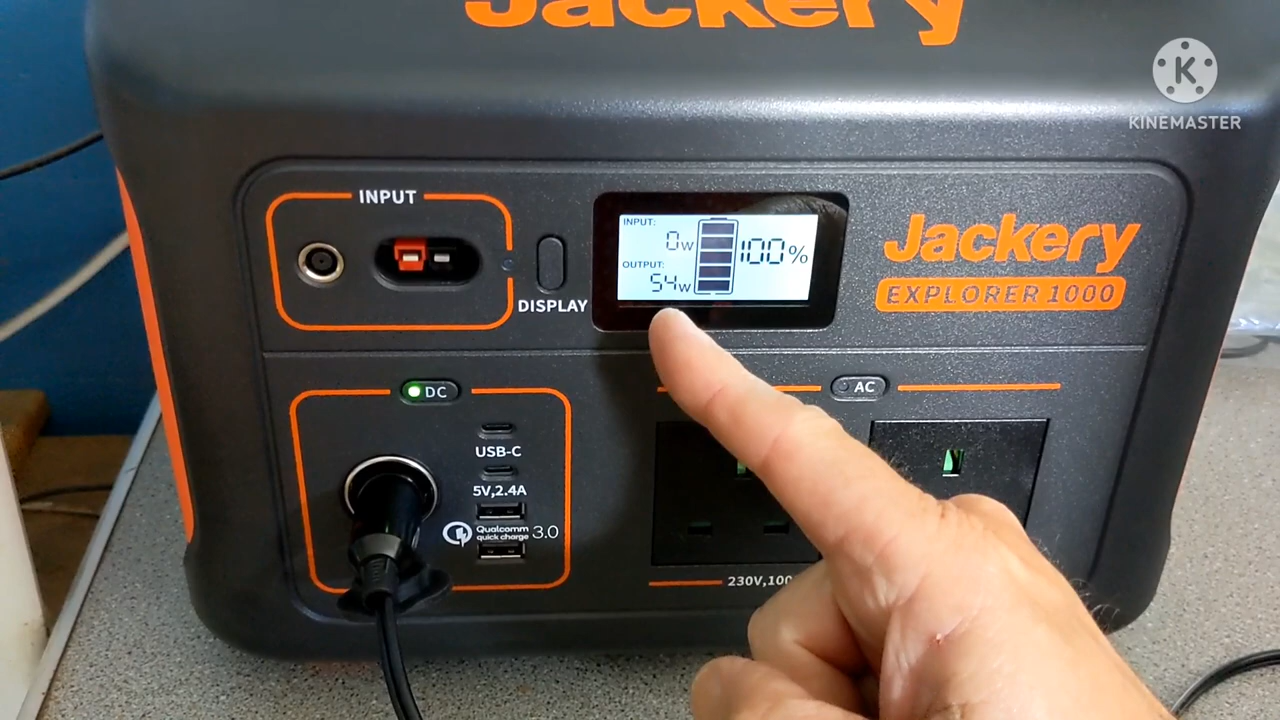 Jackery
K
KINEMASTER
INPUT
DISPLAY
INPUT:
0w
OUTPUT:
54w
100%
Jackery
EXPLORER 1000
DC
USB-C
5V,2.4A
Qualcomm
quick charge 3.0
AC
230V,100